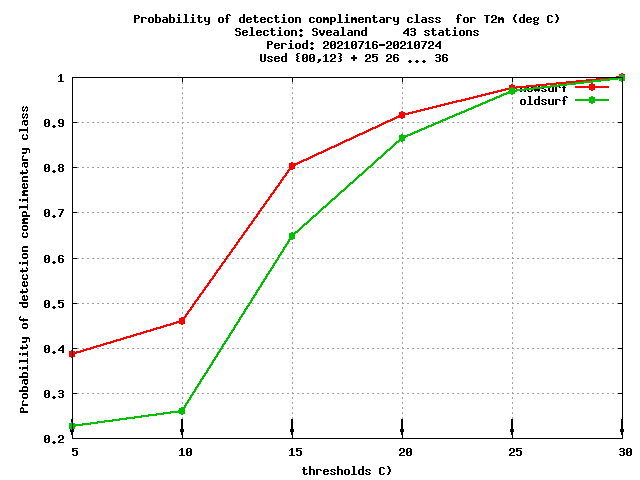 Probability of detection complimentary class  for T2m (deg C)
Selection: Svealand     43 stations
Period: 20210716-20210724
Used {00,12} + 25 26 ... 36
Probability of detection complimentary class
1
0.9
0.8
0.7
0.6
0.5
0.4
0.3
0.2
newsurf
oldsurf
5 10 15 20 25 30
thresholds C)